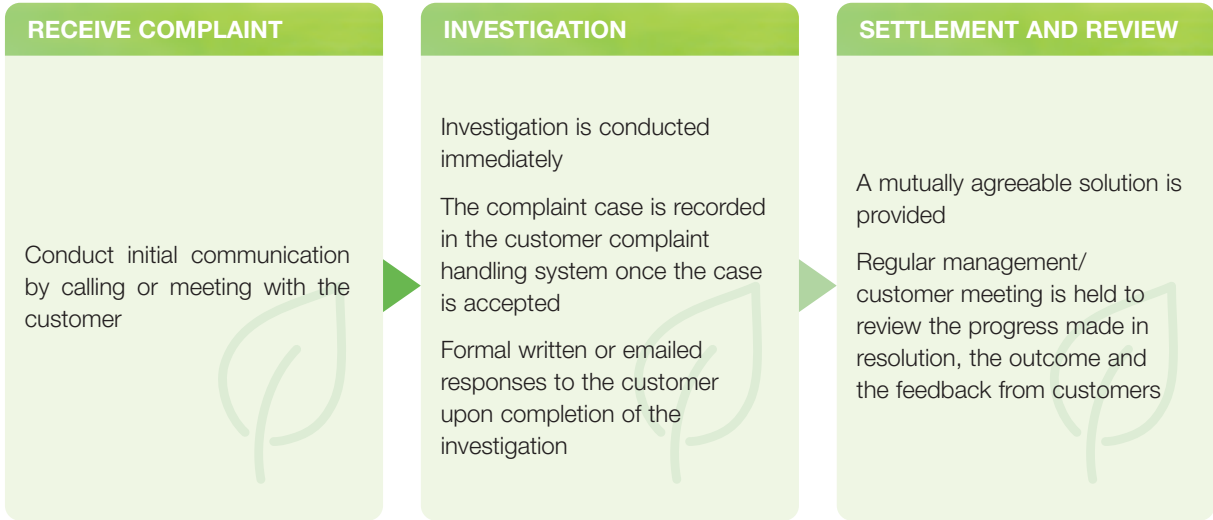 RECEIVE COMPLAINT
Conduct initial communication
by calling or meeting with the
customer
INVESTIGATION
Investigation is conducted
immediately
The complaint case is recorded
in the customer complaint
handling system once the case
is accepted
Formal written or emailed
responses to the customer
upon completion of the
investigation
SETTLEMENT AND REVIEW
A mutually agreeable solution is
provided
Regular management/
customer meeting is held to
review the progress made in
resolution, the outcome and
the feedback from customers